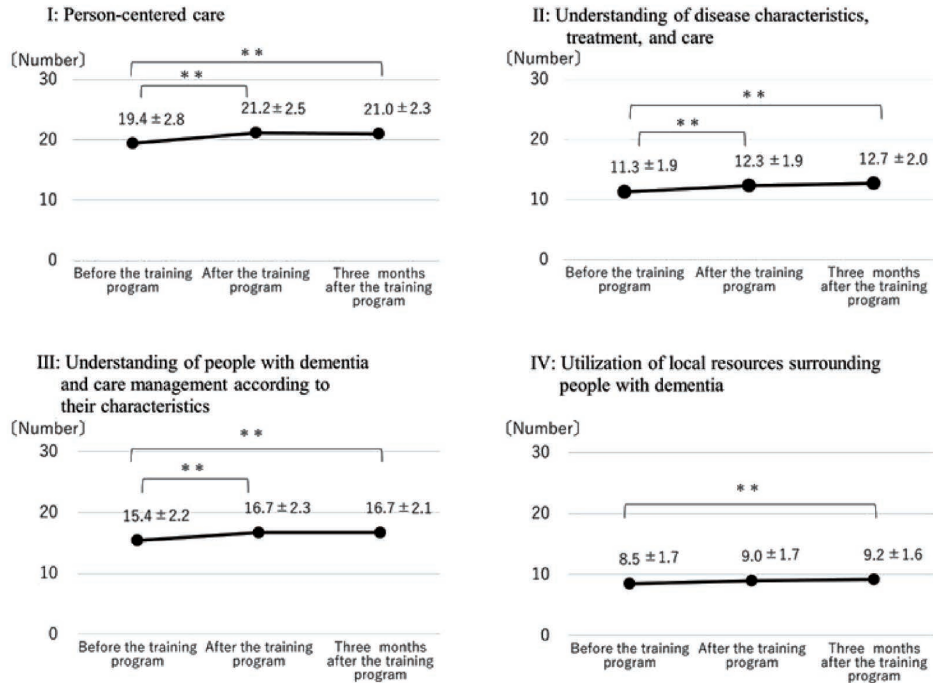 I: Person-centered care
〔Number〕
30
20
10
0
* *
* *
19.4 ±2.8
21.2±2.5
21.0 ±2.3
Before the training
program
After the training
program
Three months
after the training
program)
II: Understanding of disease characteristics,
treatment, and care
〔Number〕
30
20
10
0
* *
* *
11.3 ±1.9
12.3 ±1.9
12.7 ±2.0
Before the training
program
After the training
program
Three months
after the training
program)
III: Understanding of people with dementia
and care management according to
their characteristics
〔Number〕
30
20
10
0
* *
* *
15.4 ±2.2
16.7 ±2.3
16.7 ±2.1
Before the training
program
After the training
program
Three months
after the training
program)
IV: Utilization of local resources surrounding
people with dementia
〔Number〕
30
20
10
0
* *
8.5 ±1.7
9.0 ±1.7
9.2 ±1.6
Before the training
program
After the training
program
Three months
after the training
program)